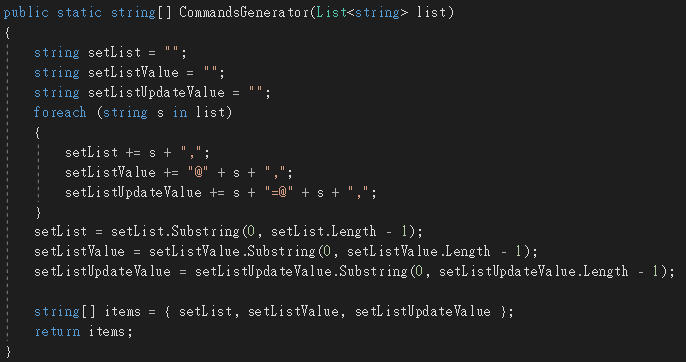 public static string[] CommandsGenerator(List<string> list)
{
    string setList = "";
    string setListValue = "";
    string setListUpdateValue = "";
    foreach (string s in list)
    {
        setList += s + ",";
        setListValue += "@" + s + ",";
        setListUpdateValue += s + "=@" + s + ",";
    }
    setList = setList.Substring(0, setList.Length - 1);
    setListValue = setListValue.Substring(0, setListValue.Length - 1);
    setListUpdateValue = setListUpdateValue.Substring(0, setListUpdateValue.Length - 1);

    string[] items = { setList, setListValue, setListUpdateValue };
    return items;
}